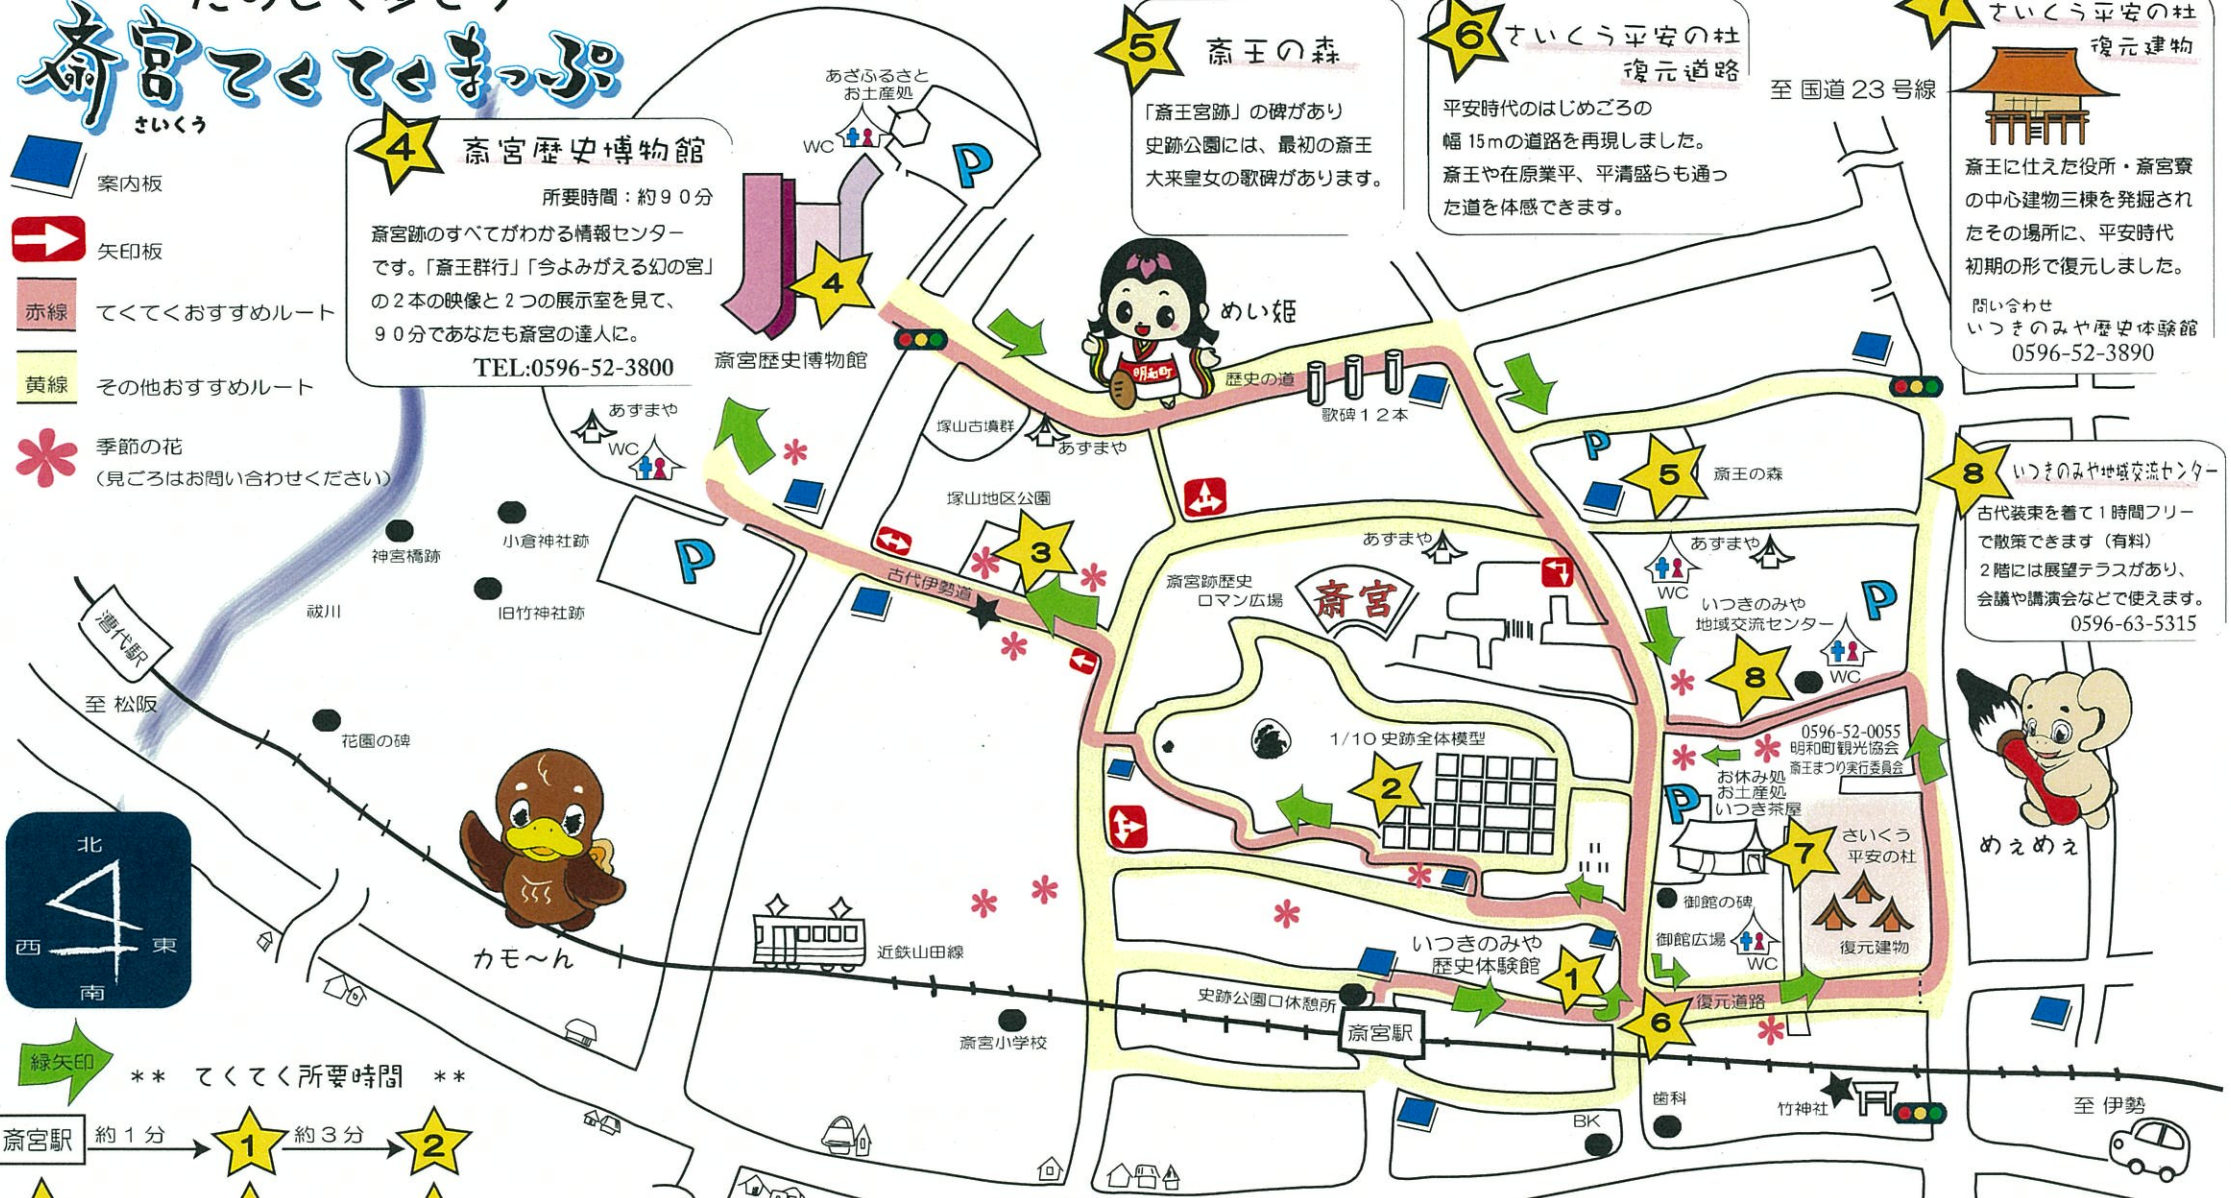 斎宮てくてくまっぷ
さいくう
案内板
矢印板
赤線
てくてくおすすめルート
黄線
その他おすすめルート
季節の花
(見ごろはお問い合わせください)
4
斎宮歴史博物館
所要時間：約90分
斎宮跡のすべてがわかる情報センター
です。「斎王群行」「今よみがえる幻の宮」
の2本の映像と2つの展示室を見て、
90分であなたも斎宮の達人に。
TEL:0596-52-3800
5
斎王の森
「斎王宮跡」の碑があり
史跡公園には、最初の斎王
大来皇女の歌碑があります。
6
さいくう平安の杜
復元道路
平安時代のはじめごろの
幅15mの道路を再現しました。
斎王や在原業平、平清盛らも通っ
た道を体感できます。
至 国道23号線
さいくう平安の杜
復元建物
斎王に仕えた役所・斎宮寮
の中心建物三棟を発掘され
たその場所に、平安時代
初期の形で復元しました。
問い合わせ
いつきのみや歴史体験館
0596-52-3890
8
いつきのみや地域交流センター
古代装束を着て1時間フリー
で散策できます（有料）
2階には展望テラスがあり、
会議や講演会などで使えます。
0596-63-5315
あざふるさと
お土産処
WC
P
4
斎宮歴史博物館
めい姫
明和町
歴史の道
歌碑12本
あずまや
WC
塚山古墳群
あずまや
塚山地区公園
3
P
古代伊勢道
神宮橋跡
小倉神社跡
旧竹神社跡
祓川
漕代駅
至 松阪
花園の碑
カモ～ん
P
5
斎王の森
あずまや
斎宮跡歴史
ロマン広場
斎宮
あずまや
WC
P
いつきのみや
地域交流センター
8
WC
1/10 史跡全体模型
2
0596-52-0055
明和町観光協会
斎王まつり実行委員会
お休み処
お土産処
いつき茶屋
P
7
さいくう
平安の杜
復元建物
御館の碑
御館広場
WC
めぇめぇ
近鉄山田線
いつきのみや
歴史体験館
1
史跡公園口休憩所
斎宮駅
6
復元道路
斎宮小学校
歯科
BK
竹神社
至 伊勢
北
西
東
南
緑矢印
** てくてく所要時間 **
斎宮駅
約1分
1
約3分
2